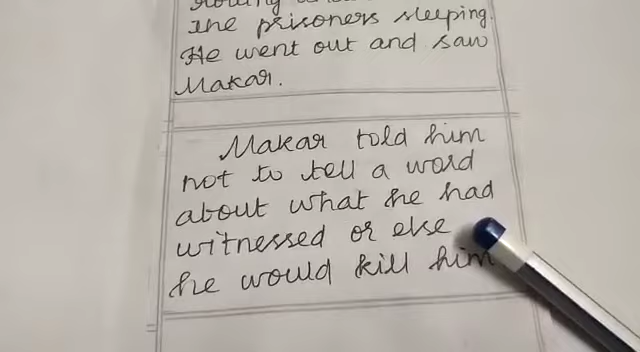 the prisoners sleeping.
He went out and saw
Makar.
Makar told him
not to tell a word
about what he had
witnessed or else
he would kill him